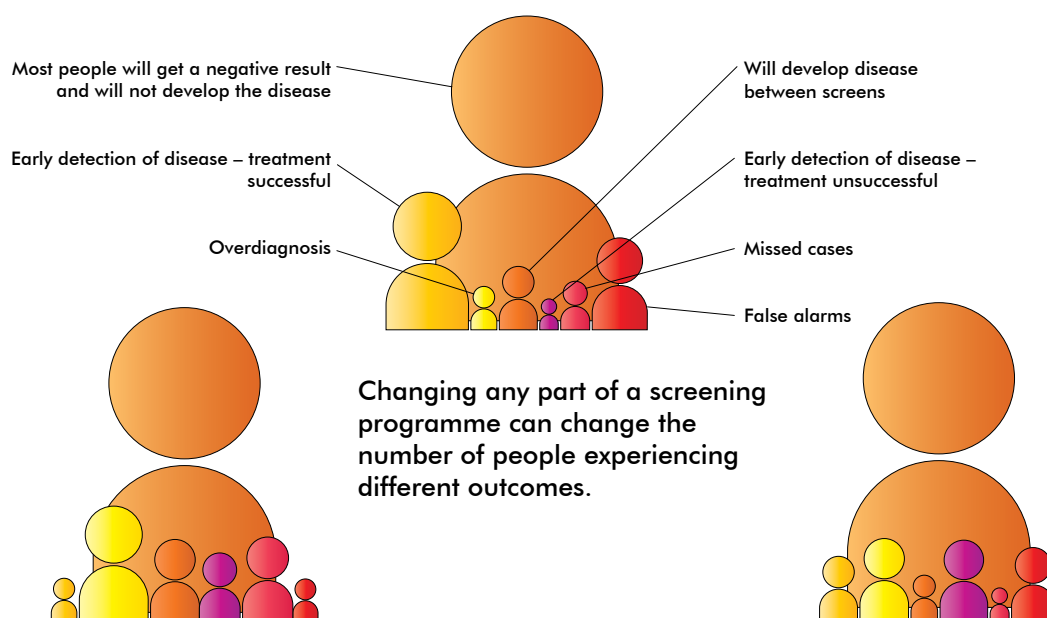 Most people will get a negative result
and will not develop the disease
Early detection of disease – treatment
successful
Overdiagnosis
Will develop disease
between screens
Early detection of disease –
treatment unsuccessful
Missed cases
False alarms
Changing any part of a screening
programme can change the
number of people experiencing
different outcomes.